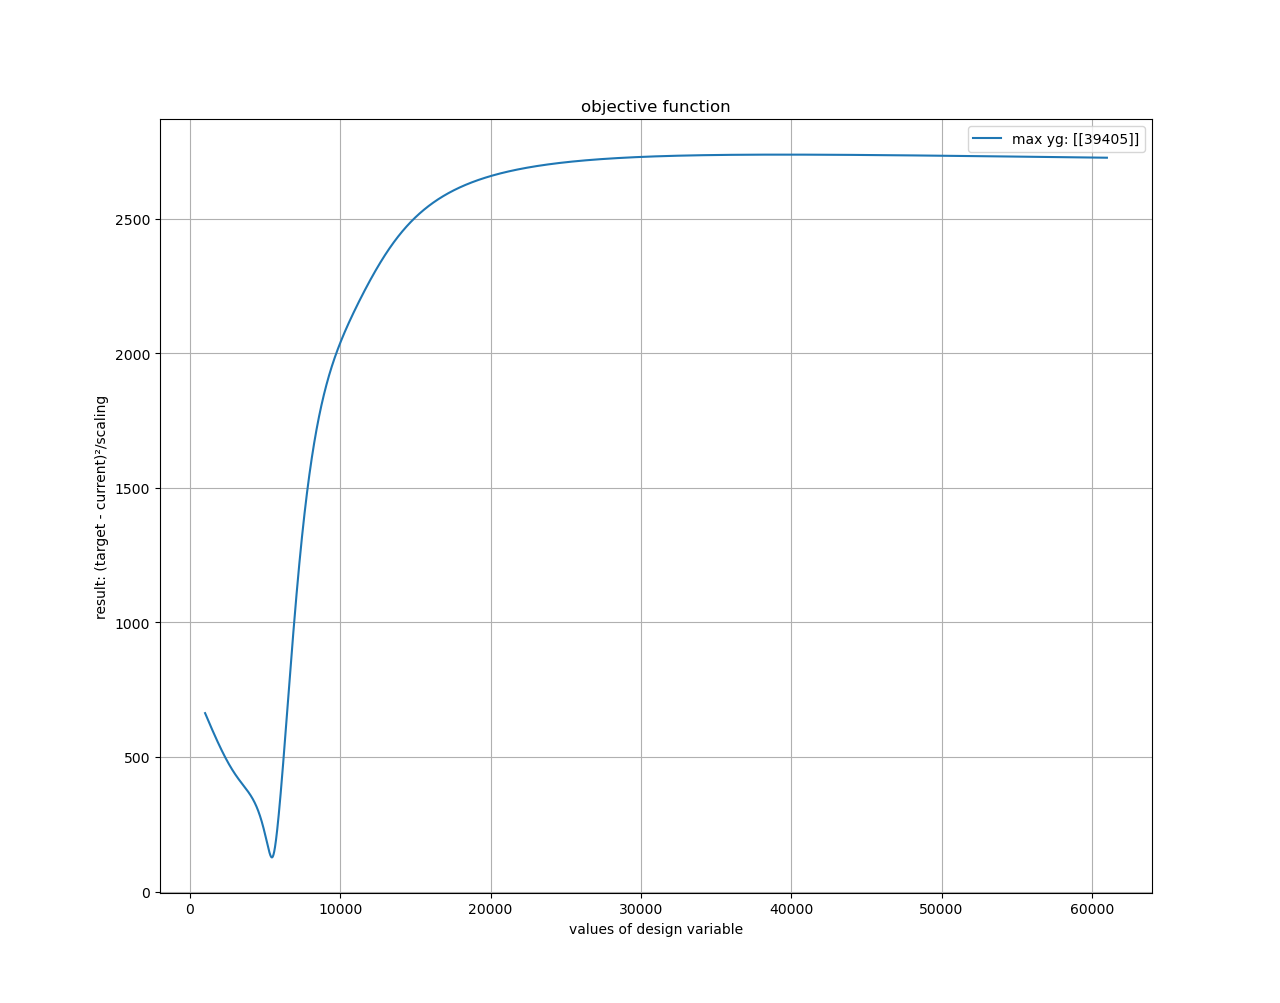 objective function
max yg: [[39405]]
result: (target - current)²/scaling
2500
2000
1500
1000
500
0
0 10000 20000 30000 40000 50000 60000
values of design variable